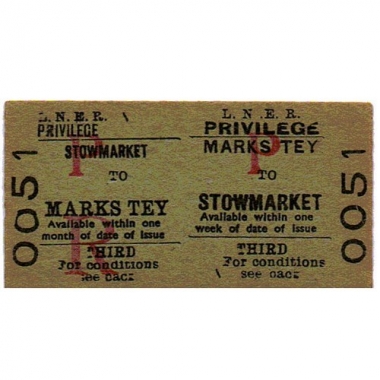 0051
L.N.E.R.
PRIVILEGE
P
STOWMARKET
TO
MARKS TEY
Available within one
month of date of issue
R
THIRD
For conditions
see back
L.N.E.R.
PRIVILEGE
P
MARKS TEY
TO
STOWMARKET
Available within one
week of date of issue
THIRD
For conditions
see back
0051